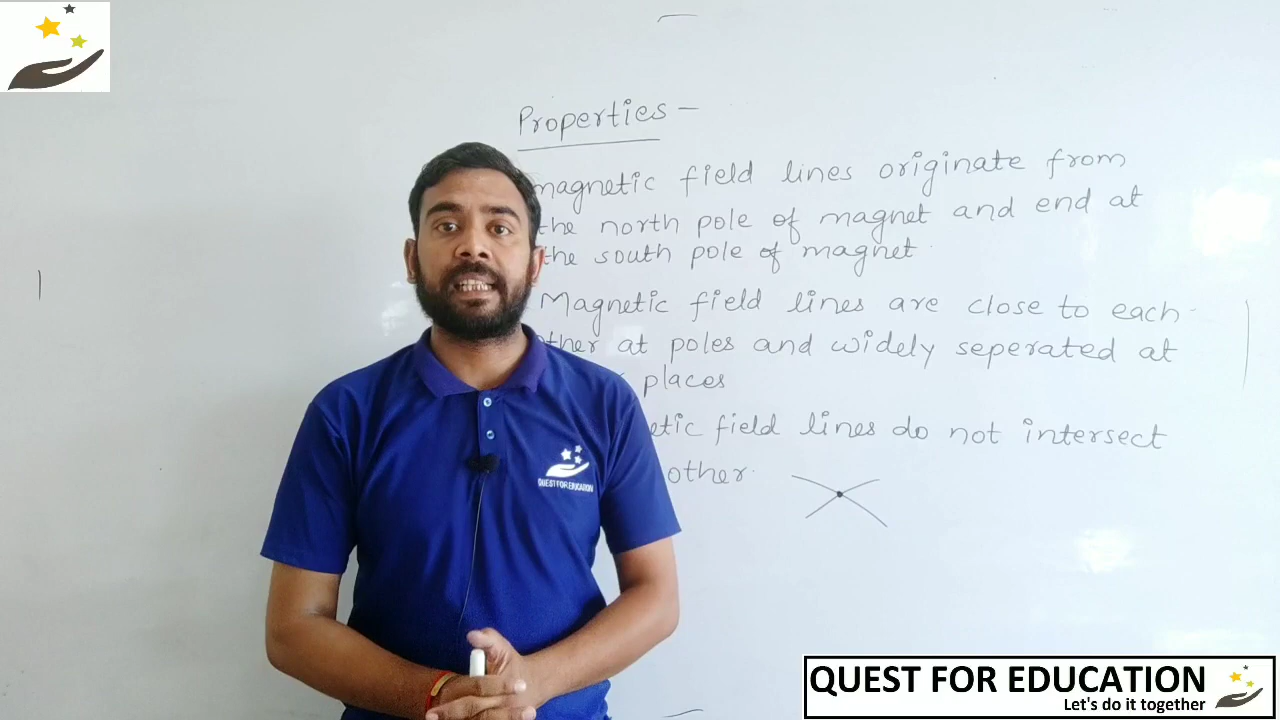 Properties -
magnetic field lines originate from
the north pole of magnet and end at
the south pole of magnet.
Magnetic field lines are close to each-
other at poles and widely seperated at
places
etic field lines do not intersect
other.
QUEST FOR EDUCATION
QUEST FOR EDUCATION
Let's do it together